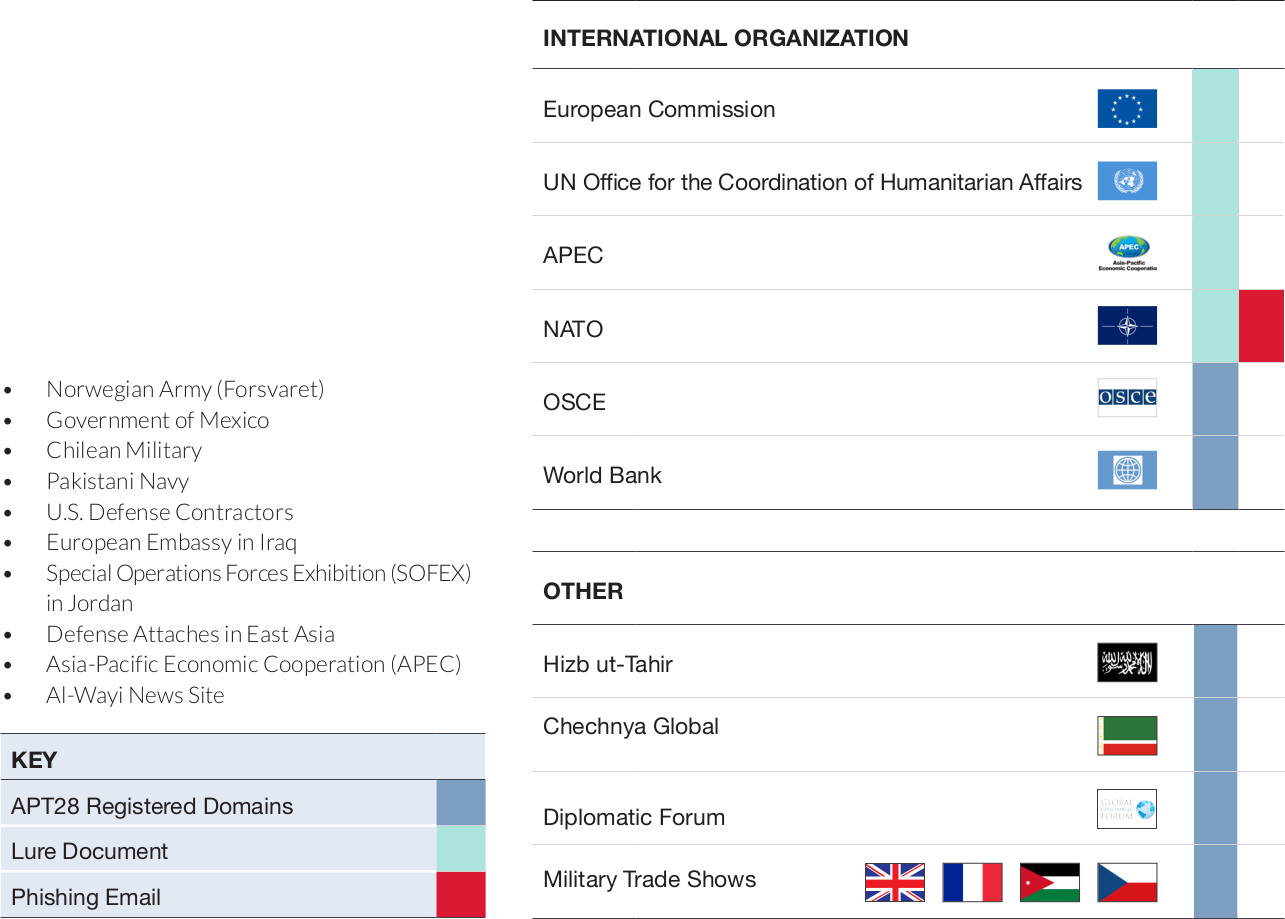 • Norwegian Army (Forsvaret)
• Government of Mexico
• Chilean Military
• Pakistani Navy
• U.S. Defense Contractors
• European Embassy in Iraq
• Special Operations Forces Exhibition (SOFEX)
in Jordan
• Defense Attaches in East Asia
• Asia-Pacific Economic Cooperation (APEC)
• Al-Wayi News Site
KEY
APT28 Registered Domains
Lure Document
Phishing Email
INTERNATIONAL ORGANIZATION
European Commission
UN Office for the Coordination of Humanitarian Affairs
APEC
APEC
Asia-Pacific
Economic Cooperatio
NATO
OSCE
osce
World Bank
OTHER
Hizb ut-Tahir
Chechnya Global
Diplomatic Forum
GLOBAL
DIPLOMATIC
FORUM
Military Trade Shows